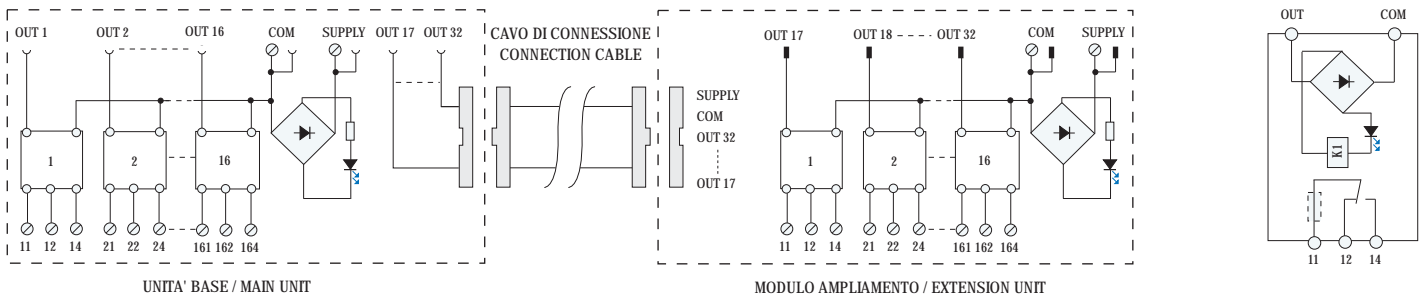 OUT 1 OUT 2 OUT 16 COM SUPPLY OUT 17 OUT 32
CAVO DI CONNESSIONE
CONNECTION CABLE
1 2 16
11 12 14 21 22 24 161 162 164
UNITA' BASE / MAIN UNIT
SUPPLY
COM
OUT 32
OUT 17
OUT 17 OUT 18 OUT 32 COM SUPPLY
1 2 16
11 12 14 21 22 24 161 162 164
MODULO AMPLIAMENTO / EXTENSION UNIT
OUT COM
K1
11 12 14